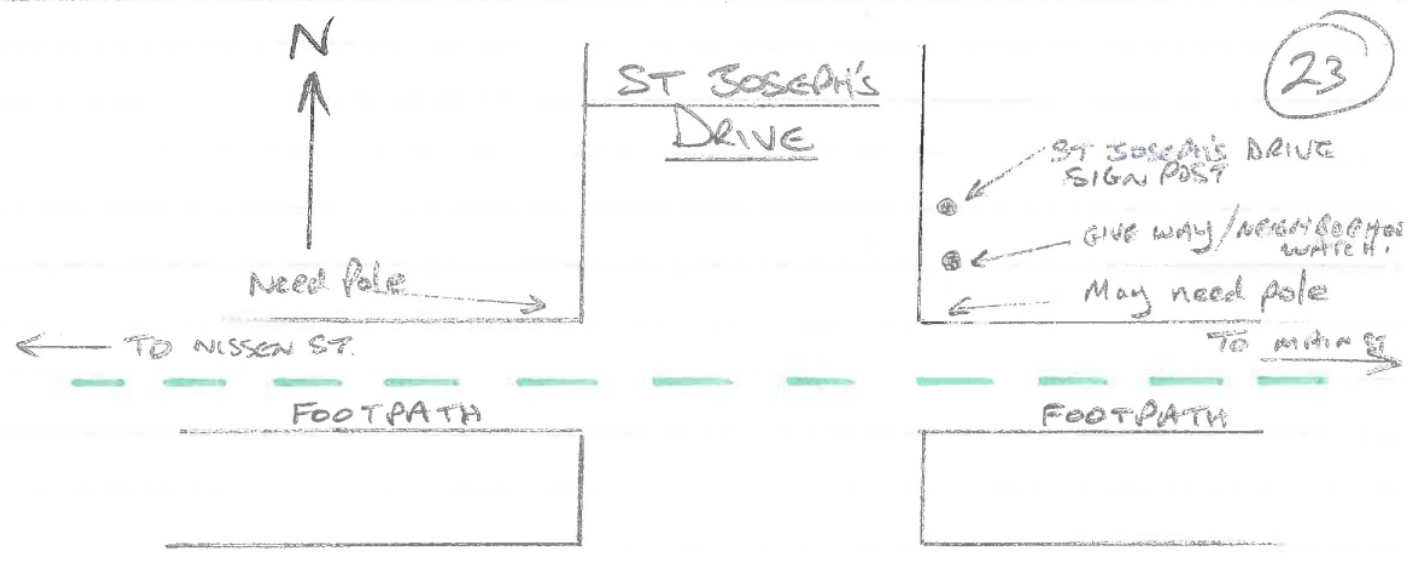 N
ST JOSEPH'S
DRIVE
23
ST JOSEPH'S DRIVE
SIGN POST
GIVE WAY/NEIGHBORHOOD
WATCH.
Need Pole
May need pole
TO NISSEN ST.
TO MAIN ST
FOOTPATH
FOOTPATH